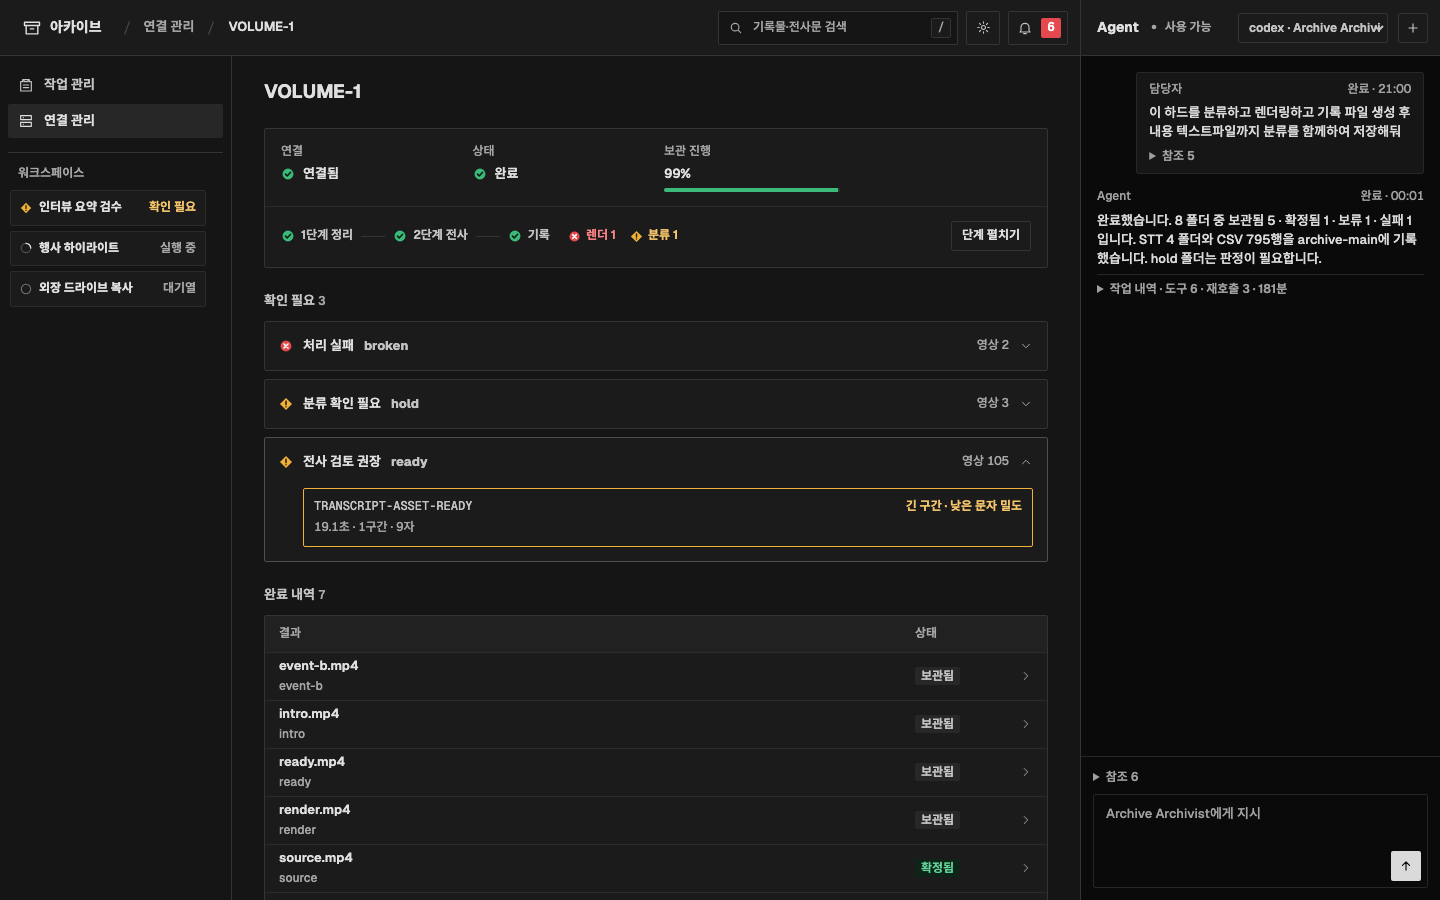 아카이브 / 연결 관리 / VOLUME-1
기록물·전사문 검색 /
6
Agent • 사용 가능
codex · Archive Archiv
작업 관리
연결 관리
워크스페이스
인터뷰 요약 검수 확인 필요
행사 하이라이트 실행 중
외장 드라이브 복사 대기열
VOLUME-1
연결 상태 보관 진행
연결됨 완료 99%
1단계 정리 2단계 전사 기록 렌더 1 분류 1 단계 펼치기
확인 필요 3
처리 실패 broken 영상 2
분류 확인 필요 hold 영상 3
전사 검토 권장 ready 영상 105
TRANSCRIPT-ASSET-READY 긴 구간 · 낮은 문자 밀도
19.1초 · 1구간 · 9자
완료 내역 7
결과 상태
event-b.mp4
event-b
보관됨
intro.mp4
intro
보관됨
ready.mp4
ready
보관됨
render.mp4
render
보관됨
source.mp4
source
확정됨
담당자 완료 · 21:00
이 하드를 분류하고 렌더링하고 기록 파일 생성 후
내용 텍스트파일까지 분류를 함께하여 저장해둬
참조 5
Agent 완료 · 00:01
완료했습니다. 8 폴더 중 보관됨 5 · 확정됨 1 · 보류 1 · 실패 1
입니다. STT 4 폴더와 CSV 795행을 archive-main에 기록
했습니다. hold 폴더는 판정이 필요합니다.
작업 내역 · 도구 6 · 재호출 3 · 181분
참조 6
Archive Archivist에게 지시